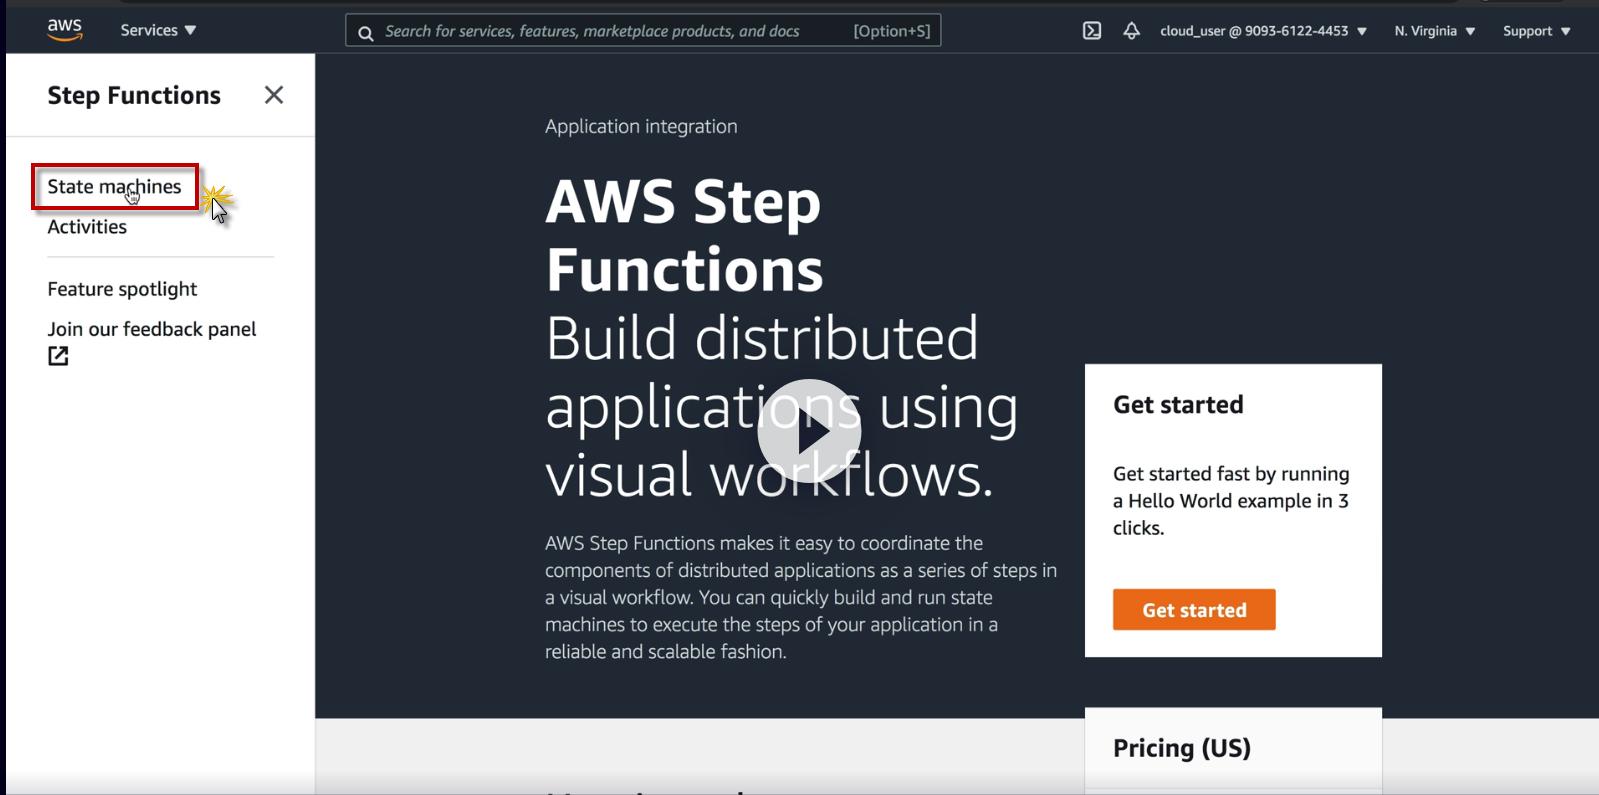 aws
Services ▼
Search for services, features, marketplace products, and docs [Option+S]
cloud_user @ 9093-6122-4453 ▼
N. Virginia ▼
Support ▼
Step Functions
State machines
Activities
Feature spotlight
Join our feedback panel
Application integration
AWS Step
Functions
Build distributed
applications using
visual workflows.
AWS Step Functions makes it easy to coordinate the
components of distributed applications as a series of steps in
a visual workflow. You can quickly build and run state
machines to execute the steps of your application in a
reliable and scalable fashion.
Get started
Get started fast by running
a Hello World example in 3
clicks.
Get started
Pricing (US)